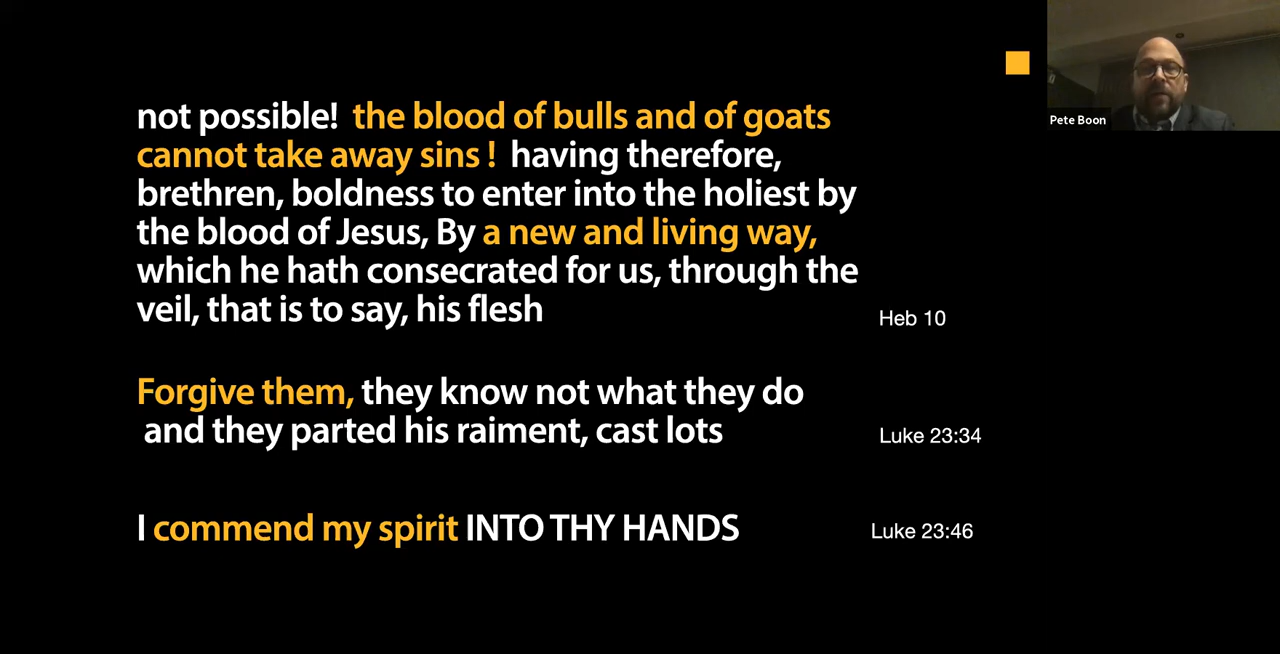 not possible! the blood of bulls and of goats
cannot take away sins ! having therefore,
brethren, boldness to enter into the holiest by
the blood of Jesus, By a new and living way,
which he hath consecrated for us, through the
veil, that is to say, his flesh
Heb 10
Forgive them, they know not what they do
and they parted his raiment, cast lots
Luke 23:34
I commend my spirit INTO THY HANDS
Luke 23:46
Pete Boon